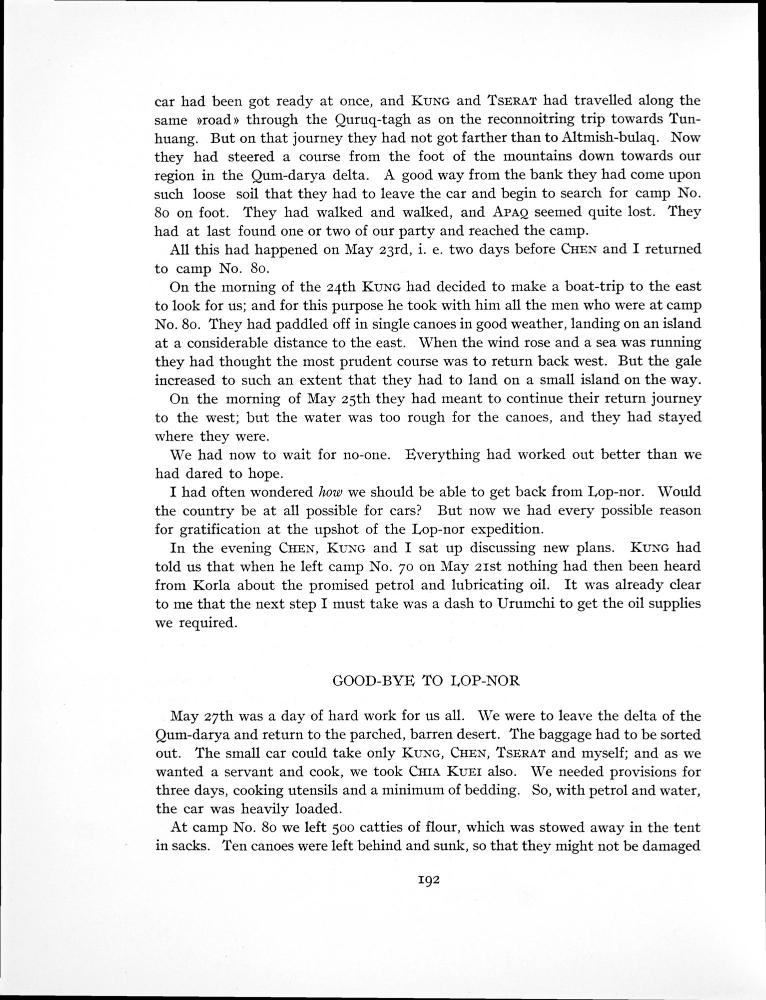 car had been got ready at once, and KUNG and TSERAT had travelled along the
same »road» through the Quruq-tagh as on the reconnoitring trip towards Tun-
huang. But on that journey they had not got farther than to Altmish-bulaq. Now
they had steered a course from the foot of the mountains down towards our
region in the Qum-darya delta. A good way from the bank they had come upon
such loose soil that they had to leave the car and begin to search for camp No.
80 on foot. They had walked and walked, and APAQ seemed quite lost. They
had at last found one or two of our party and reached the camp.
All this had happened on May 23rd, i. e. two days before CHEN and I returned
to camp No. 80.
On the morning of the 24th KUNG had decided to make a boat-trip to the east
to look for us; and for this purpose he took with him all the men who were at camp
No. 80. They had paddled off in single canoes in good weather, landing on an island
at a considerable distance to the east. When the wind rose and a sea was running
they had thought the most prudent course was to return back west. But the gale
increased to such an extent that they had to land on a small island on the way.
On the morning of May 25th they had meant to continue their return journey
to the west; but the water was too rough for the canoes, and they had stayed
where they were.
We had now to wait for no-one. Everything had worked out better than we
had dared to hope.
I had often wondered how we should be able to get back from Lop-nor. Would
the country be at all possible for cars? But now we had every possible reason
for gratification at the upshot of the Lop-nor expedition.
In the evening CHEN, KUNG and I sat up discussing new plans. KUNG had
told us that when he left camp No. 70 on May 21st nothing had then been heard
from Korla about the promised petrol and lubricating oil. It was already clear
to me that the next step I must take was a dash to Urumchi to get the oil supplies
we required.
GOOD-BYE TO LOP-NOR
May 27th was a day of hard work for us all. We were to leave the delta of the
Qum-darya and return to the parched, barren desert. The baggage had to be sorted
out. The small car could take only KUNG, CHEN, TSERAT and myself; and as we
wanted a servant and cook, we took CHIA KUEI also. We needed provisions for
three days, cooking utensils and a minimum of bedding. So, with petrol and water,
the car was heavily loaded.
At camp No. 80 we left 500 catties of flour, which was stowed away in the tent
in sacks. Ten canoes were left behind and sunk, so that they might not be damaged
192